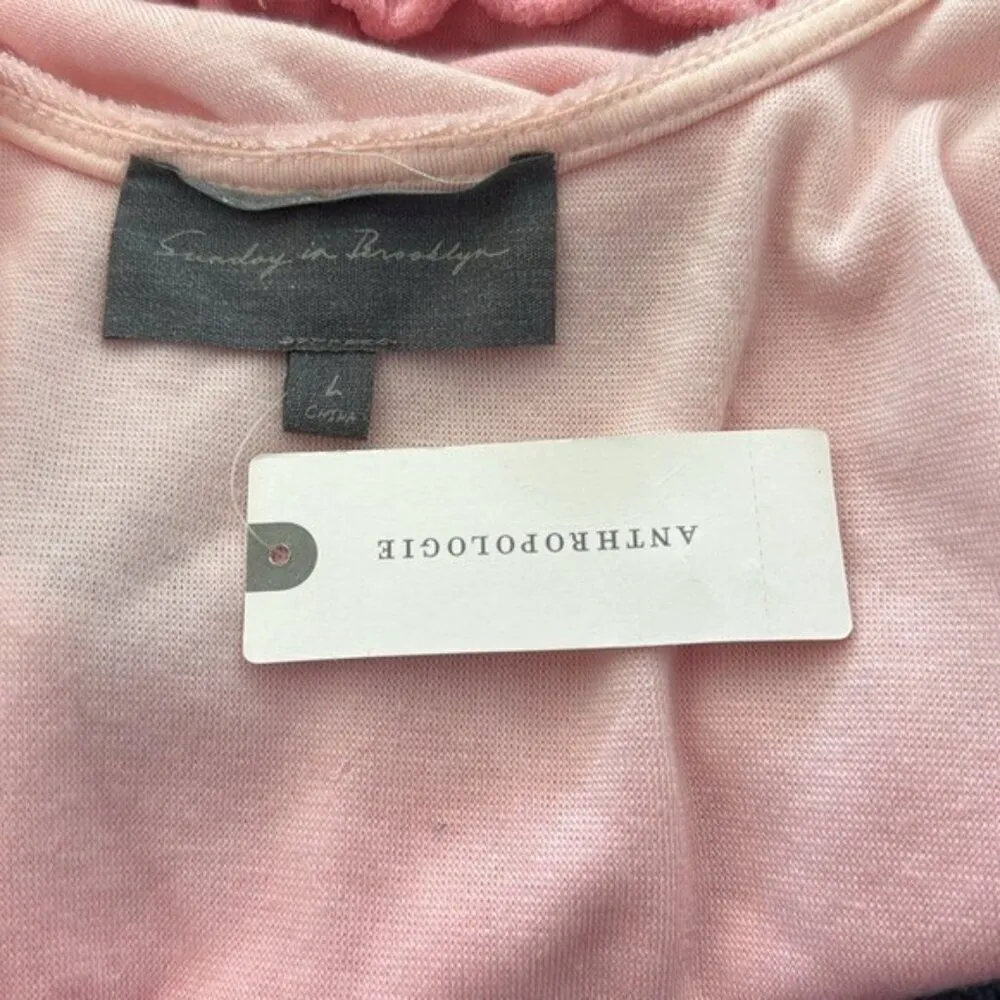 Sunday in Brooklyn
L
CHINA
ANTHROPOLOGIE